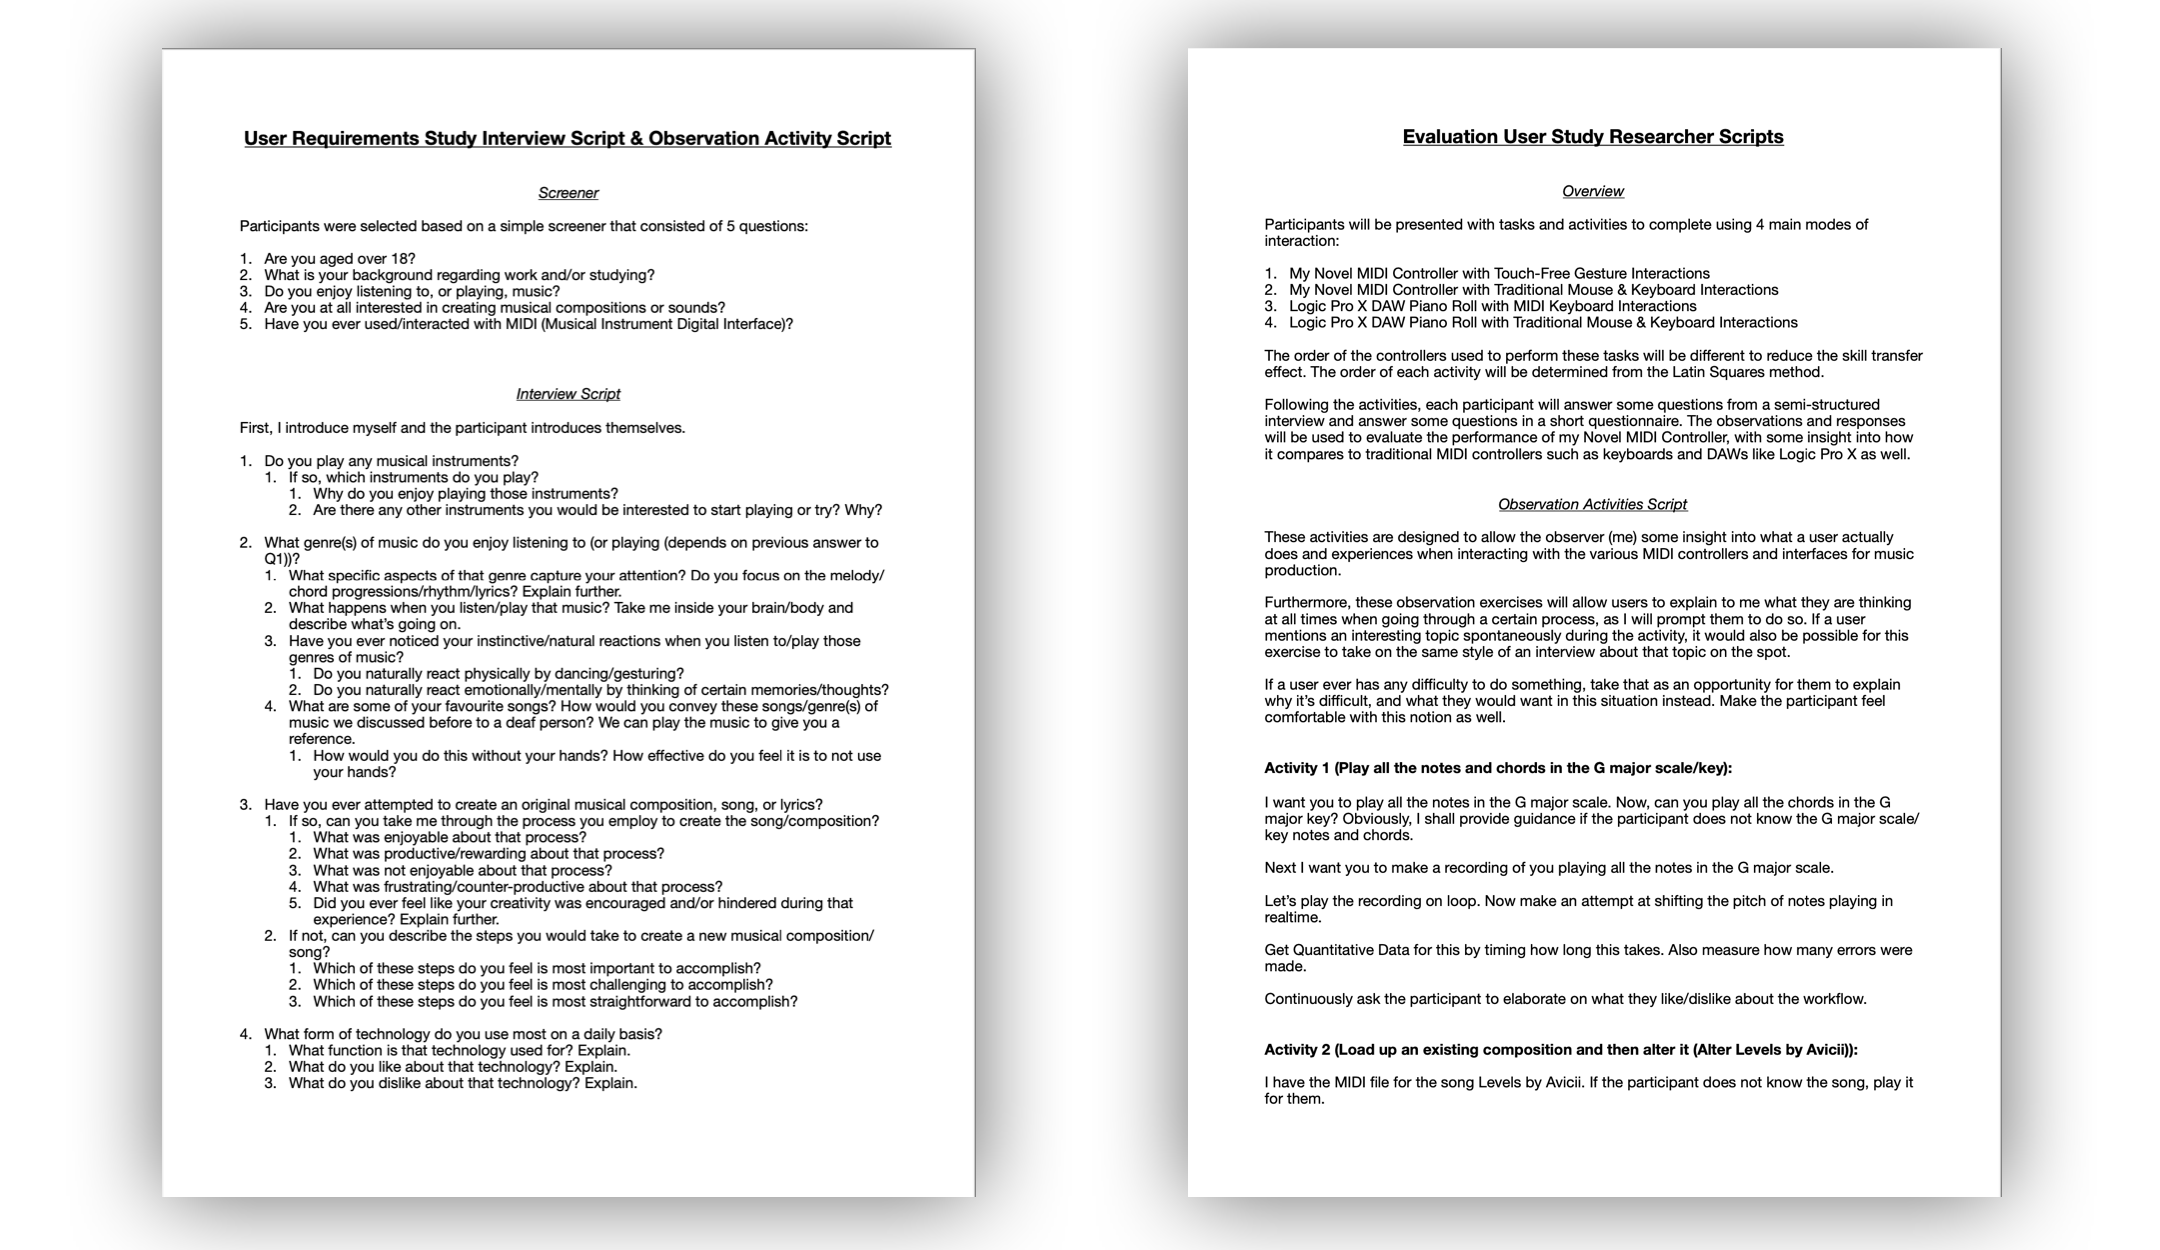 User Requirements Study Interview Script & Observation Activity Script
Screener
Participants were selected based on a simple screener that consisted of 5 questions:
1. Are you aged over 18?
2. What is your background regarding work and/or studying?
3. Do you enjoy listening to, or playing, music?
4. Are you at all interested in creating musical compositions or sounds?
5. Have you ever used/interacted with MIDI (Musical Instrument Digital Interface)?
Interview Script
First, I introduce myself and the participant introduces themselves.
1. Do you play any musical instruments?
1. If so, which instruments do you play?
1. Why do you enjoy playing those instruments?
2. Are there any other instruments you would be interested to start playing or try? Why?
2. What genre(s) of music do you enjoy listening to (or playing (depends on previous answer to
Q1))?
1. What specific aspects of that genre capture your attention? Do you focus on the melody/
chord progressions/rhythm/lyrics? Explain further.
2. What happens when you listen/play that music? Take me inside your brain/body and
describe what's going on.
3. Have you ever noticed your instinctive/natural reactions when you listen to/play those
genres of music?
1. Do you naturally react physically by dancing/gesturing?
2. Do you naturally react emotionally/mentally by thinking of certain memories/thoughts?
4. What are some of your favourite songs? How would you convey these songs/genre(s) of
music we discussed before to a deaf person? We can play the music to give you a
reference.
1. How would you do this without your hands? How effective do you feel it is to not use
your hands?
3. Have you ever attempted to create an original musical composition, song, or lyrics?
1. If so, can you take me through the process you employ to create the song/composition?
1. What was enjoyable about that process?
2. What was productive/rewarding about that process?
3. What was not enjoyable about that process?
4. What was frustrating/counter-productive about that process?
5. Did you ever feel like your creativity was encouraged and/or hindered during that
experience? Explain further.
2. If not, can you describe the steps you would take to create a new musical composition/
song?
1. Which of these steps do you feel is most important to accomplish?
2. Which of these steps do you feel is most challenging to accomplish?
3. Which of these steps do you feel is most straightforward to accomplish?
4. What form of technology do you use most on a daily basis?
1. What function is that technology used for? Explain.
2. What do you like about that technology? Explain.
3. What do you dislike about that technology? Explain.
Evaluation User Study Researcher Scripts
Overview
Participants will be presented with tasks and activities to complete using 4 main modes of
interaction:
1. My Novel MIDI Controller with Touch-Free Gesture Interactions
2. My Novel MIDI Controller with Traditional Mouse & Keyboard Interactions
3. Logic Pro X DAW Piano Roll with MIDI Keyboard Interactions
4. Logic Pro X DAW Piano Roll with Traditional Mouse & Keyboard Interactions
The order of the controllers used to perform these tasks will be different to reduce the skill transfer
effect. The order of each activity will be determined from the Latin Squares method.
Following the activities, each participant will answer some questions from a semi-structured
interview and answer some questions in a short questionnaire. The observations and responses
will be used to evaluate the performance of my Novel MIDI Controller, with some insight into how
it compares to traditional MIDI controllers such as keyboards and DAWs like Logic Pro X as well.
Observation Activities Script
These activities are designed to allow the observer (me) some insight into what a user actually
does and experiences when interacting with the various MIDI controllers and interfaces for music
production.
Furthermore, these observation exercises will allow users to explain to me what they are thinking
at all times when going through a certain process, as I will prompt them to do so. If a user
mentions an interesting topic spontaneously during the activity, it would also be possible for this
exercise to take on the same style of an interview about that topic on the spot.
If a user ever has any difficulty to do something, take that as an opportunity for them to explain
why it's difficult, and what they would want in this situation instead. Make the participant feel
comfortable with this notion as well.
Activity 1 (Play all the notes and chords in the G major scale/key):
I want you to play all the notes in the G major scale. Now, can you play all the chords in the G
major key? Obviously, I shall provide guidance if the participant does not know the G major scale/
key notes and chords.
Next I want you to make a recording of you playing all the notes in the G major scale.
Let's play the recording on loop. Now make an attempt at shifting the pitch of notes playing in
realtime.
Get Quantitative Data for this by timing how long this takes. Also measure how many errors were
made.
Continuously ask the participant to elaborate on what they like/dislike about the workflow.
Activity 2 (Load up an existing composition and then alter it (Alter Levels by Avicii)):
I have the MIDI file for the song Levels by Avicii. If the participant does not know the song, play it
for them.